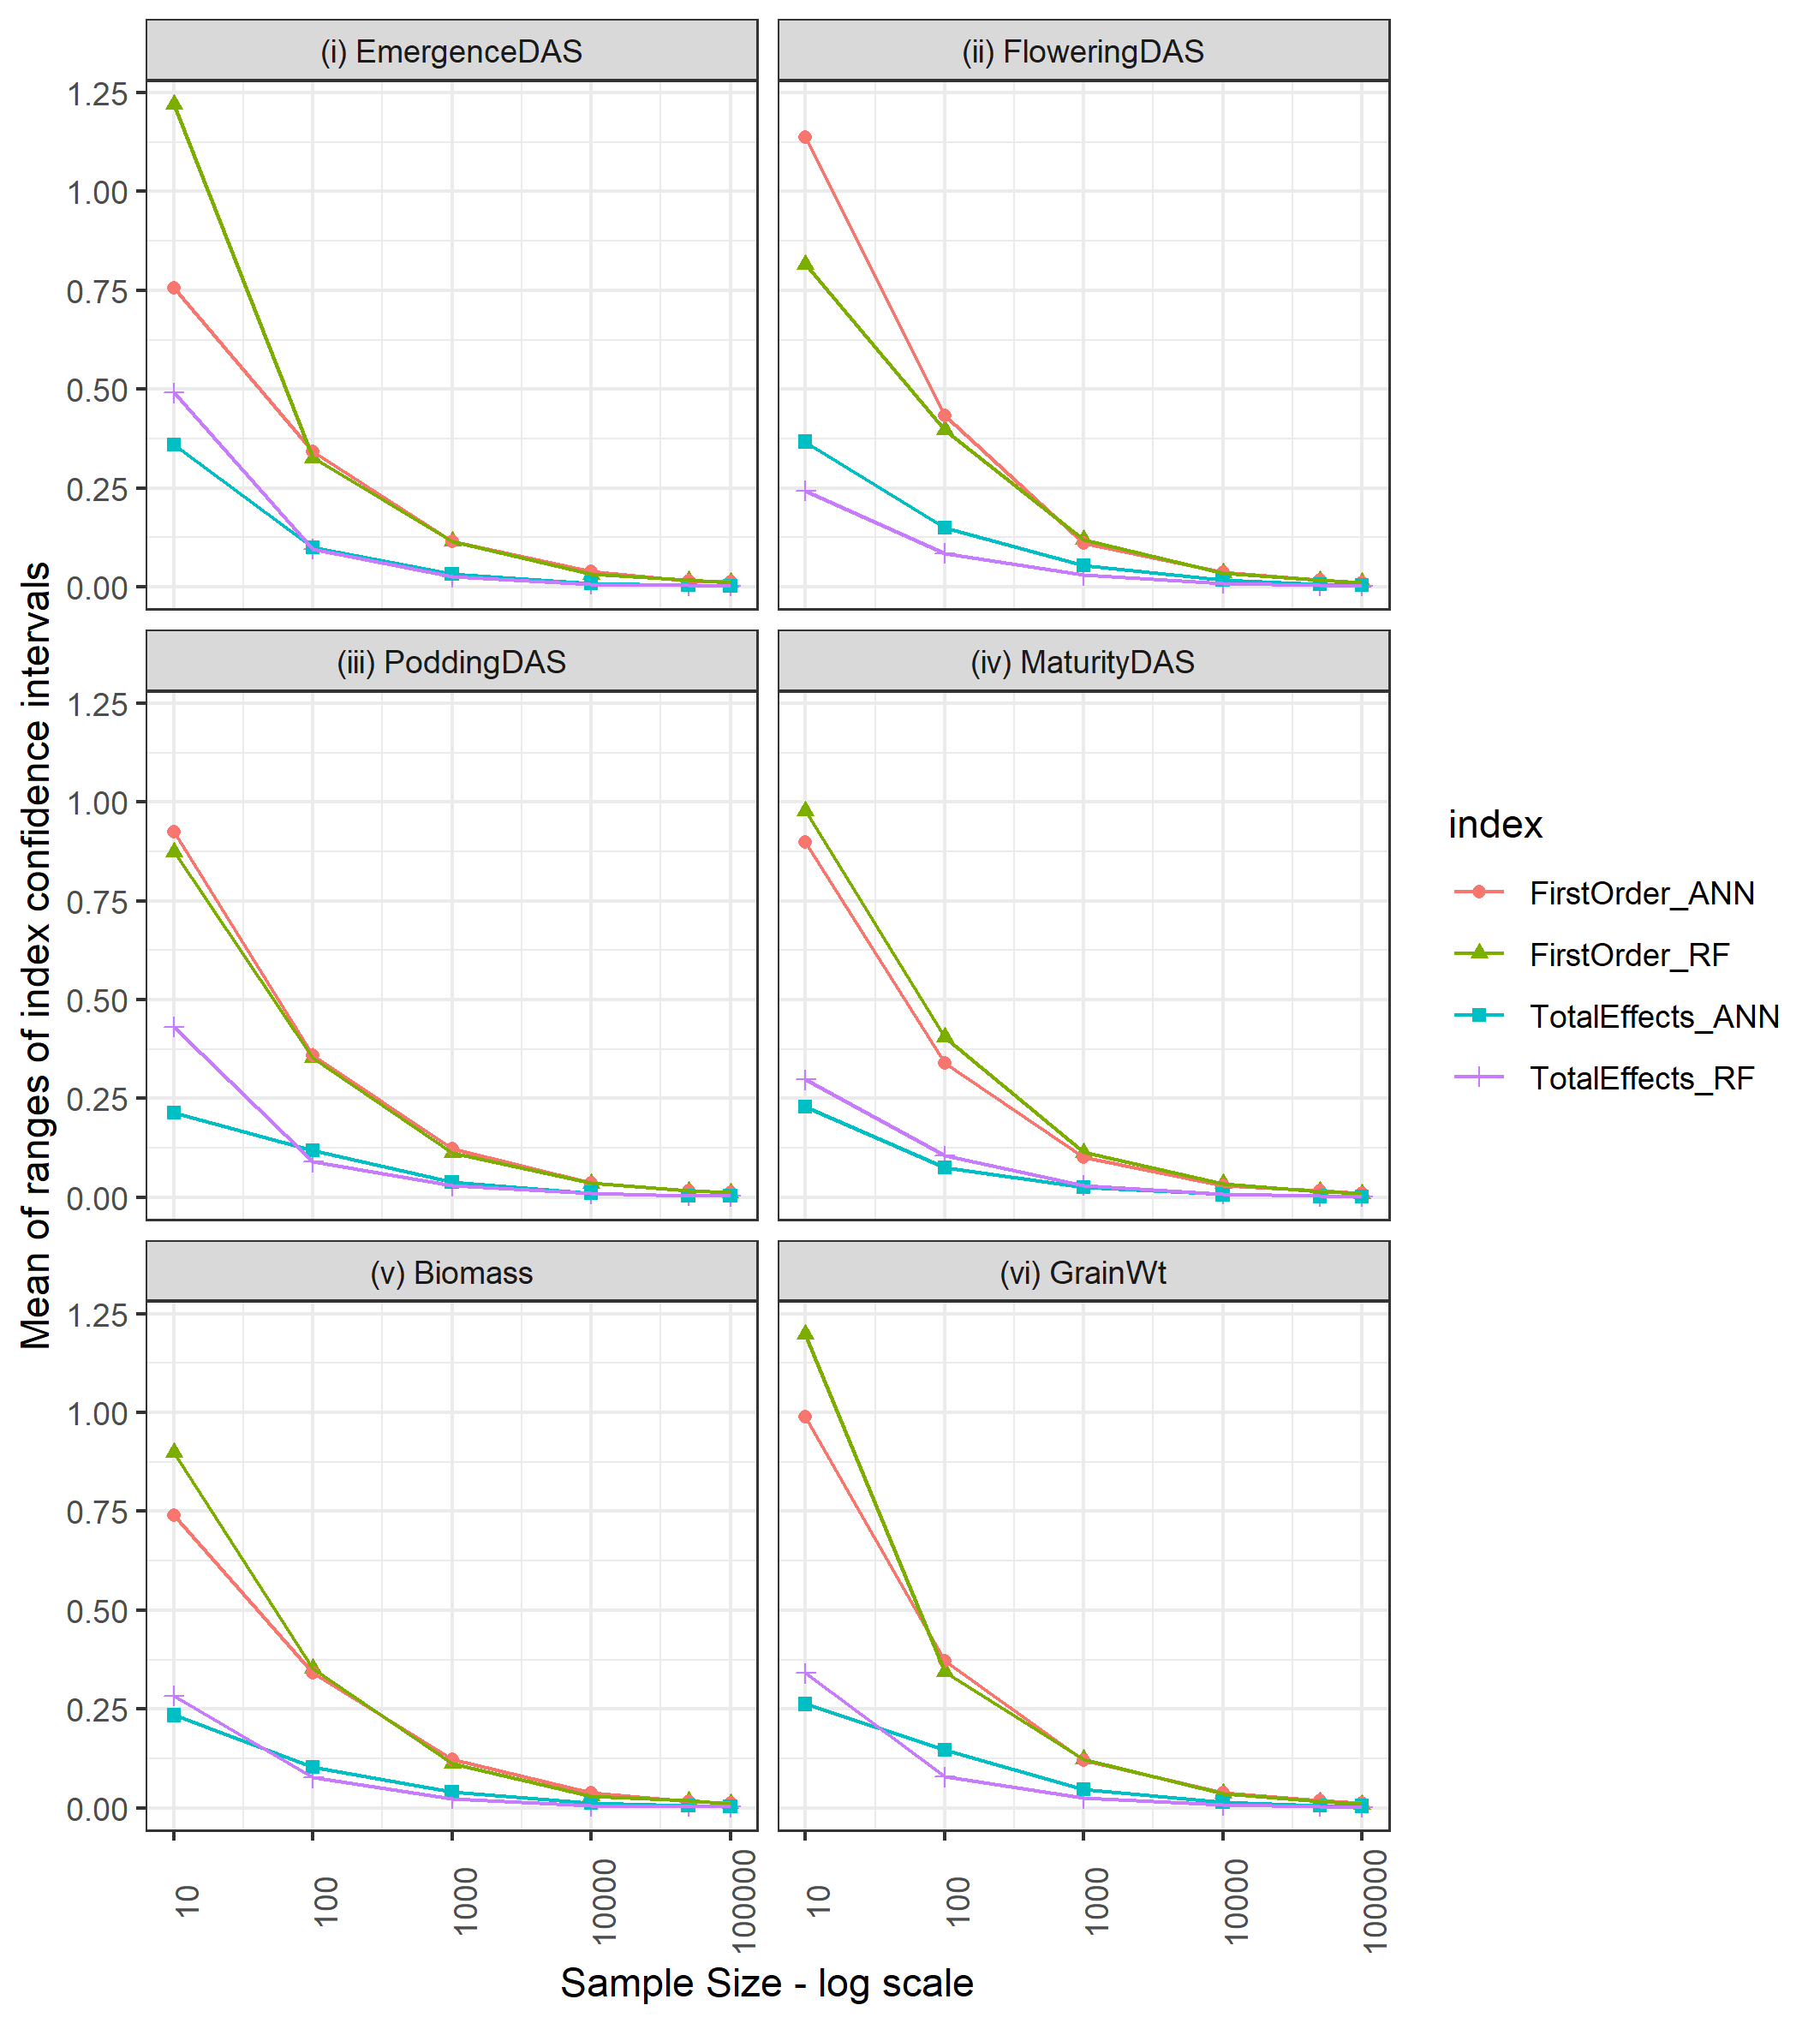 (i) EmergenceDAS
(ii) FloweringDAS
1.25
1.00
0.75
0.50
0.25
0.00
(iii) PoddingDAS
(iv) MaturityDAS
1.25
1.00
0.75
0.50
0.25
0.00
(v) Biomass
(vi) GrainWt
1.25
1.00
0.75
0.50
0.25
0.00
10
100
1000
10000
100000
10
100
1000
10000
100000
Sample Size - log scale
Mean of ranges of index confidence intervals
index
FirstOrder_ANN
FirstOrder_RF
TotalEffects_ANN
TotalEffects_RF